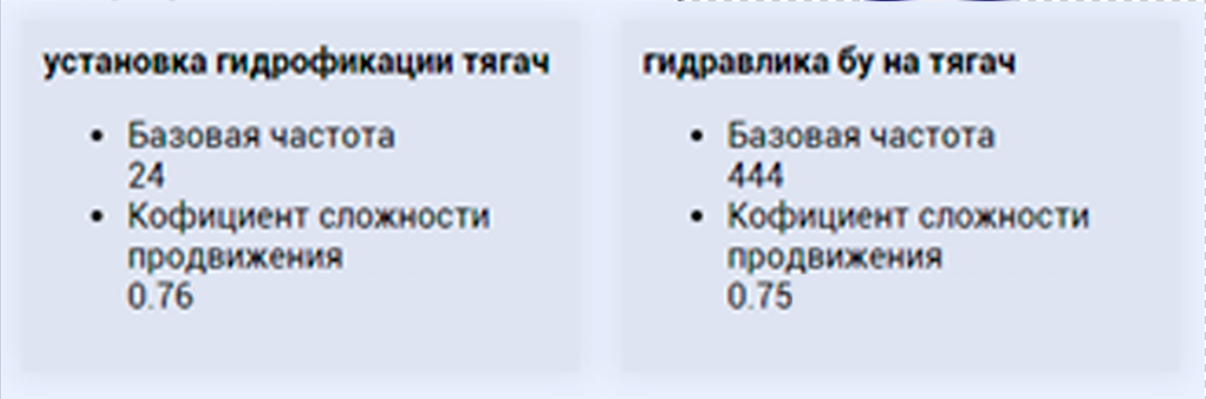 установка гидрофикации тягач
• Базовая частота
24
• Кофициент сложности
продвижения
0.76
гидравлика бу на тягач
• Базовая частота
444
• Кофициент сложности
продвижения
0.75